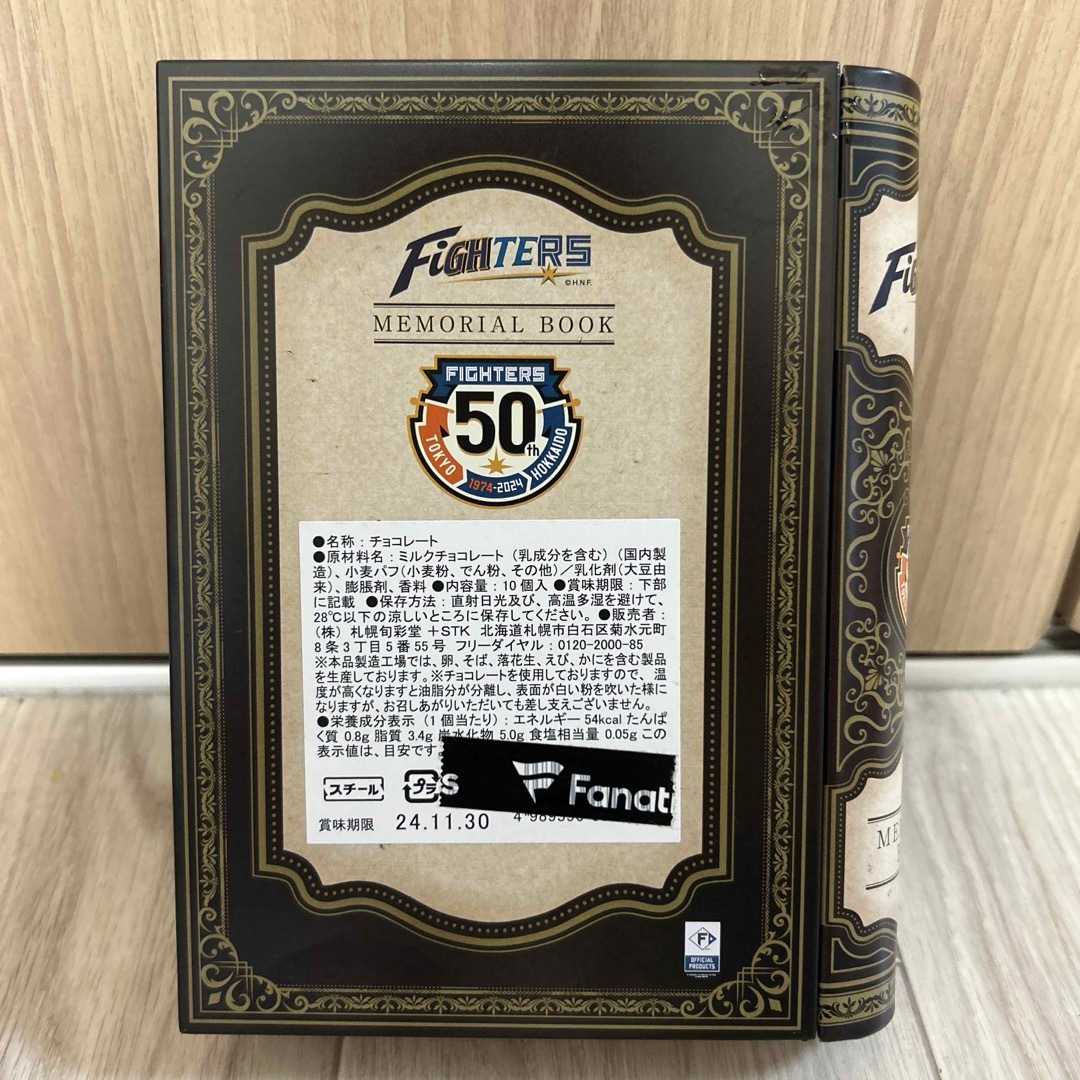 FiGHTERS
©H.N.F.
MEMORIAL BOOK
FIGHTERS
50th
TOKYO
HOKKAIDO
1974-2024
●名称：チョコレート
●原材料名：ミルクチョコレート（乳成分を含む）（国内製
造）、小麦パフ（小麦粉、でん粉、その他）／乳化剤（大豆由
来）、膨脹剤、香料 ●内容量：10個入 ●賞味期限：下部
に記載 ●保存方法：直射日光及び、高温多湿を避けて、
28℃以下の涼しいところに保存してください。●販売者：
（株）札幌旬彩堂 ＋STK 北海道札幌市白石区菊水元町
8条3丁目5番55号 フリーダイヤル：0120-2000-85
※本品製造工場では、卵、そば、落花生、えび、かにを含む製品
を生産しております。※チョコレートを使用しておりますので、温
度が高くなりますと油脂分が分離し、表面が白い粉を吹いた様に
なりますが、お召しあがりいただいても差し支えございません。
●栄養成分表示（1個当たり）：エネルギー 54kcal たんぱ
く質 0.8g 脂質 3.4g 炭水化物 5.0g 食塩相当量 0.05g この
表示値は、目安です。
スチール
プラ
S
Fanat
賞味期限 24.11.30
OFFICIAL
PRODUCTS